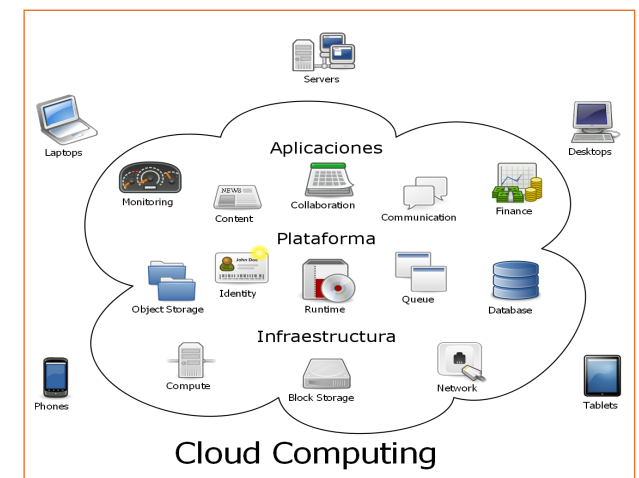 Servers
Laptops
Desktops
Aplicaciones
Monitoring
NEWS
Content
Collaboration
Communication
Finance
Plataforma
John Doe
Object Storage
Identity
Runtime
Queue
Database
Infraestructura
Compute
Block Storage
Network
Phones
Tablets
Cloud Computing